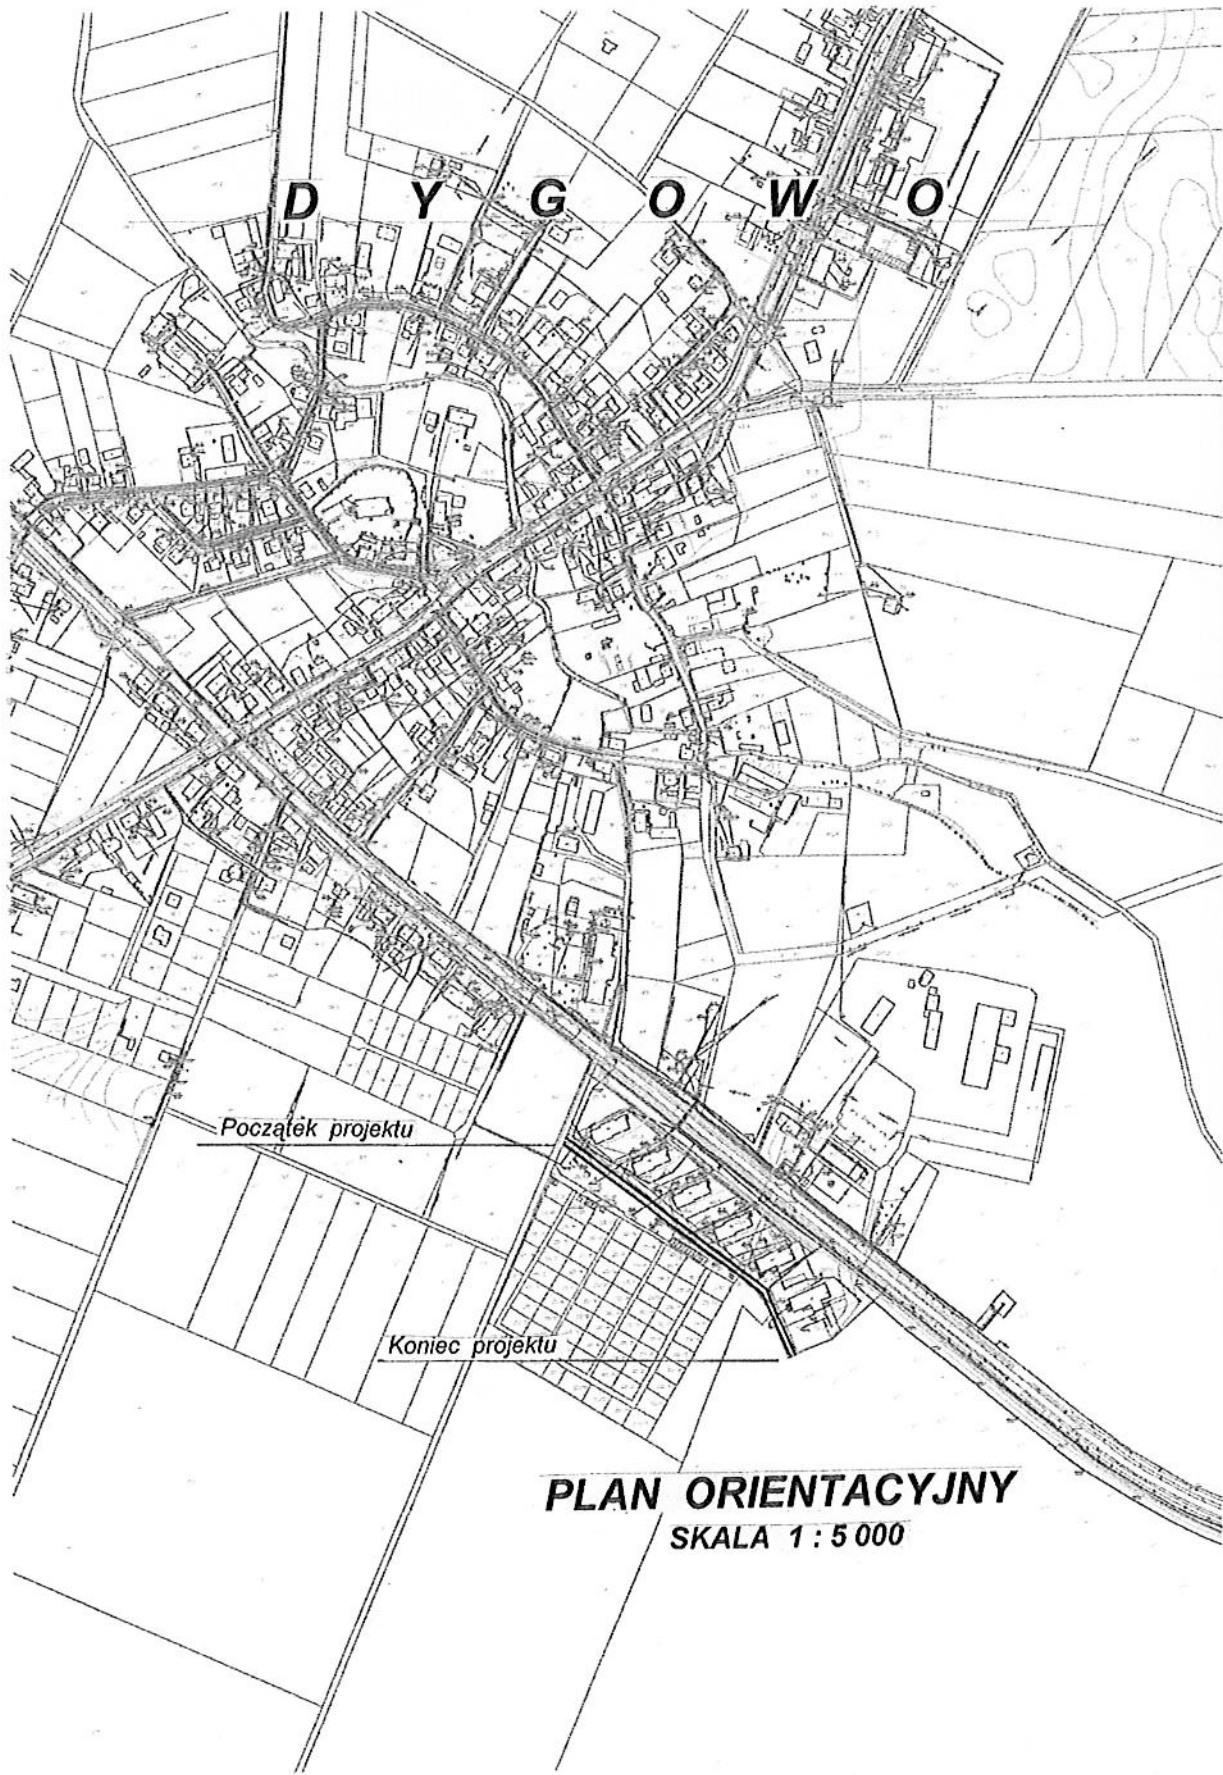 D Y G O W O
Początek projektu
Koniec projektu
PLAN ORIENTACYJNY
SKALA 1 : 5 000